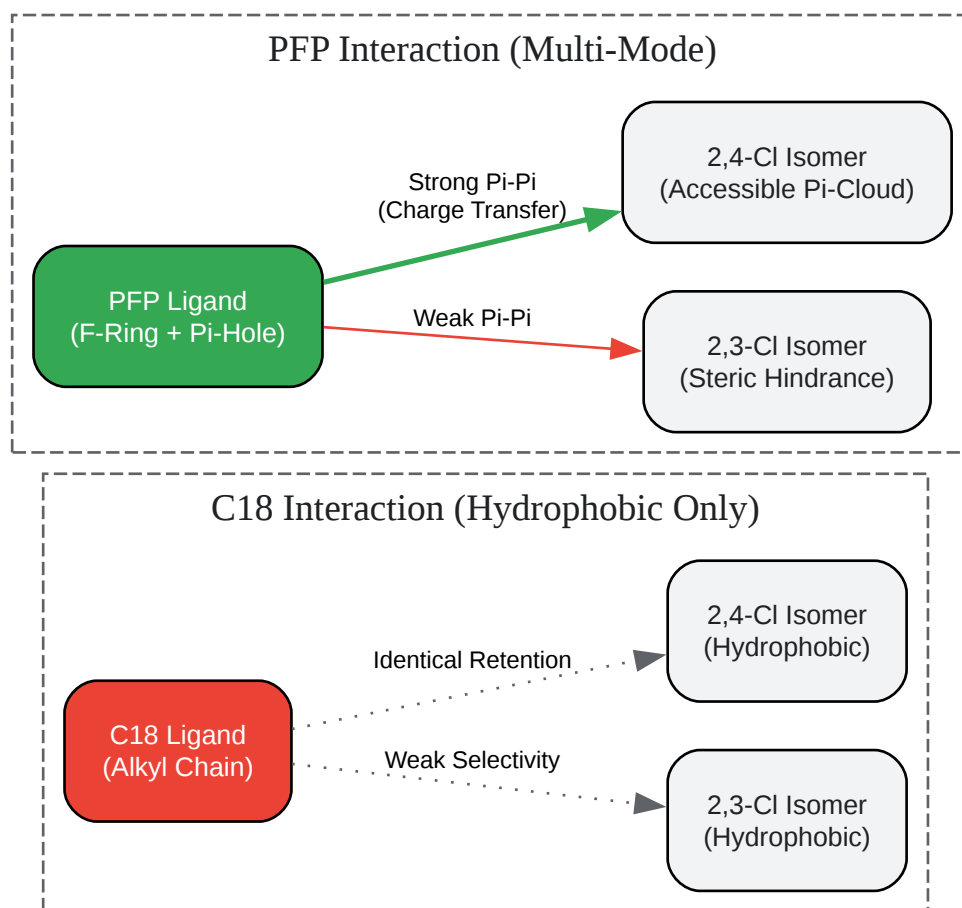 PFP Interaction (Multi-Mode)
2,4-Cl Isomer
(Accessible Pi-Cloud)
Strong Pi-Pi
(Charge Transfer)
PFP Ligand
(F-Ring + Pi-Hole)
Weak Pi-Pi
2,3-Cl Isomer
(Steric Hindrance)
C18 Interaction (Hydrophobic Only)
2,4-Cl Isomer
(Hydrophobic)
Identical Retention
C18 Ligand
(Alkyl Chain)
Weak Selectivity
2,3-Cl Isomer
(Hydrophobic)